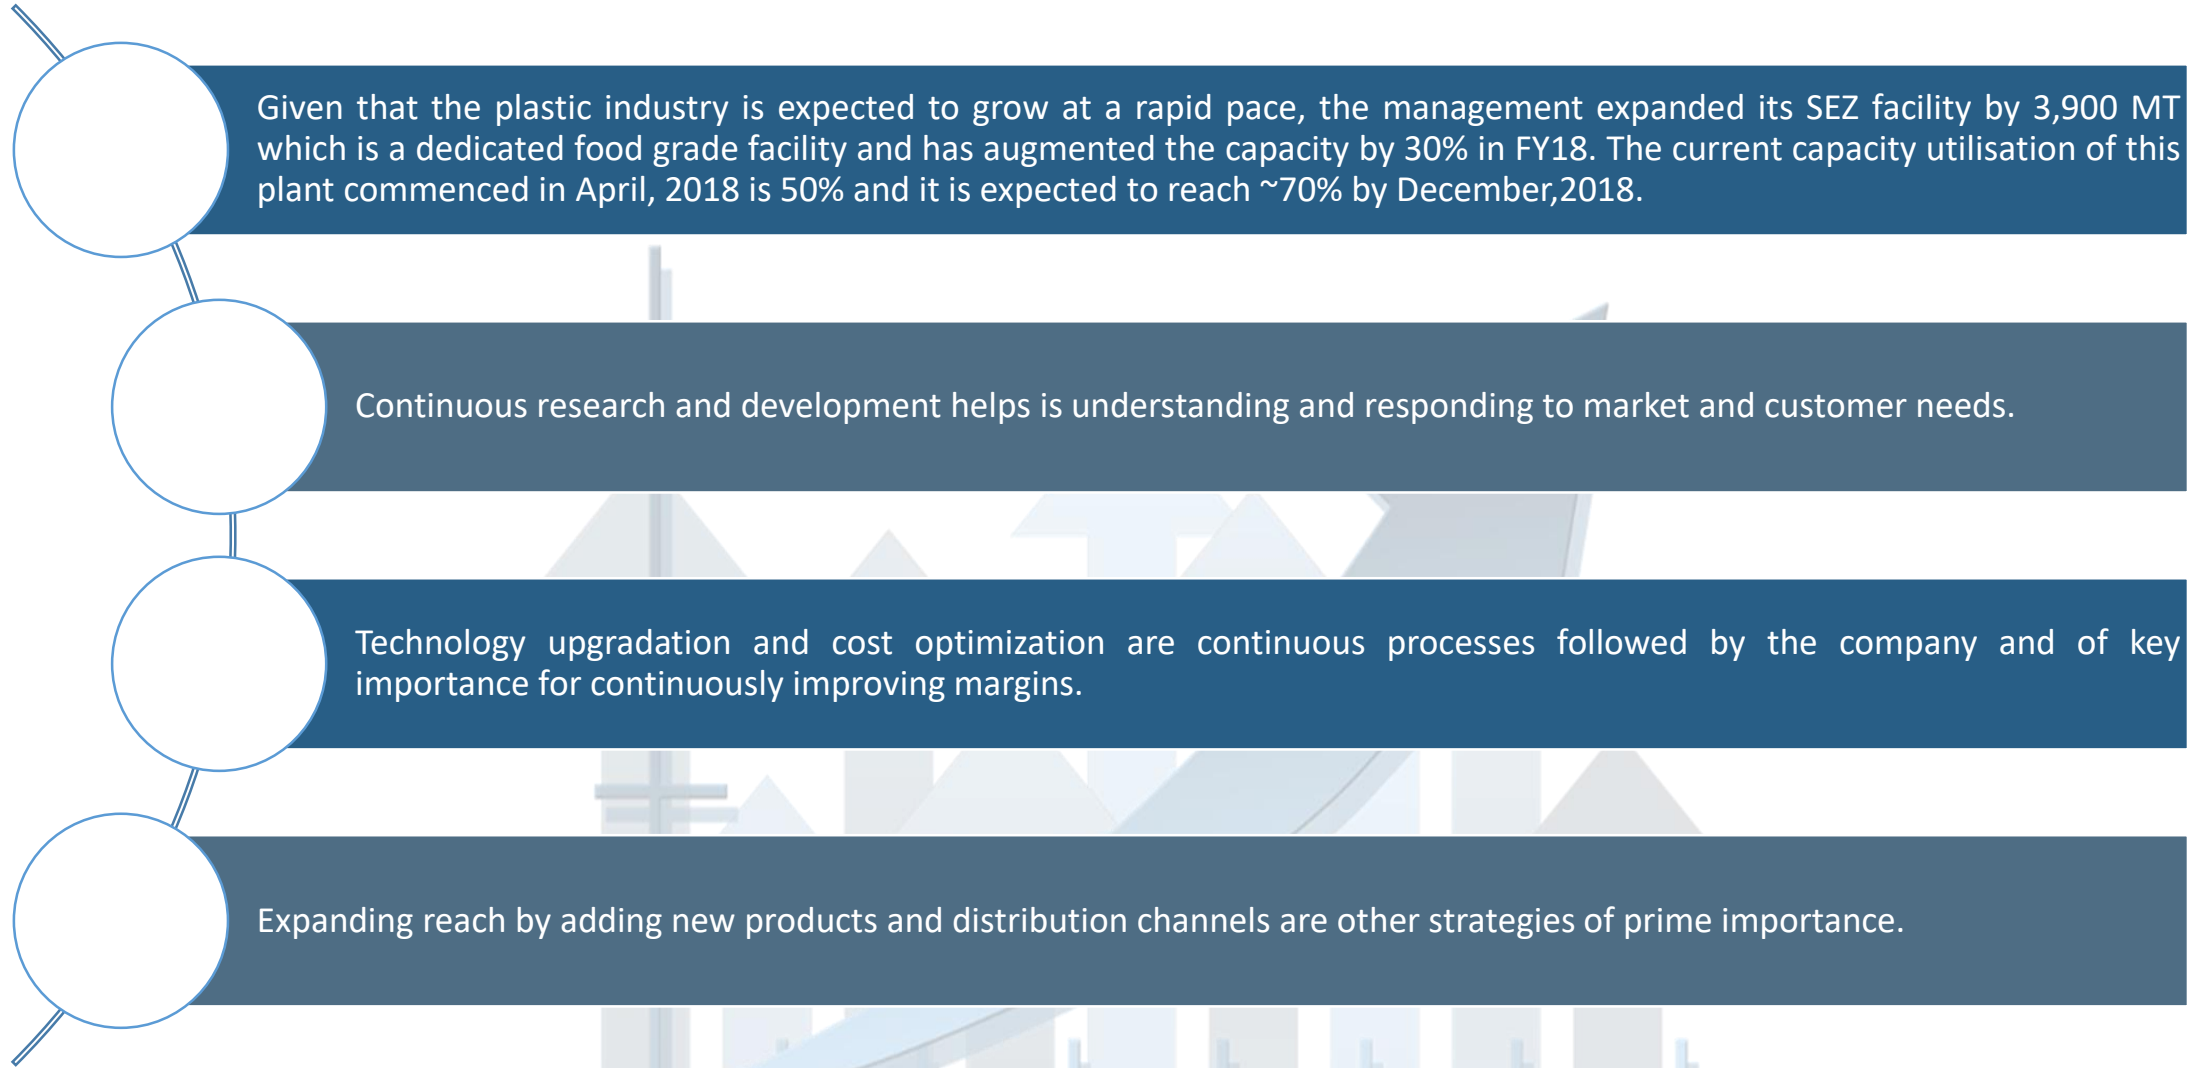 Given that the plastic industry is expected to grow at a rapid pace, the management expanded its SEZ facility by 3,900 MT
which is a dedicated food grade facility and has augmented the capacity by 30% in FY18. The current capacity utilisation of this
plant commenced in April, 2018 is 50% and it is expected to reach ~70% by December,2018.
Continuous research and development helps is understanding and responding to market and customer needs.
Technology upgradation and cost optimization are continuous processes followed by the company and of key
importance for continuously improving margins.
Expanding reach by adding new products and distribution channels are other strategies of prime importance.